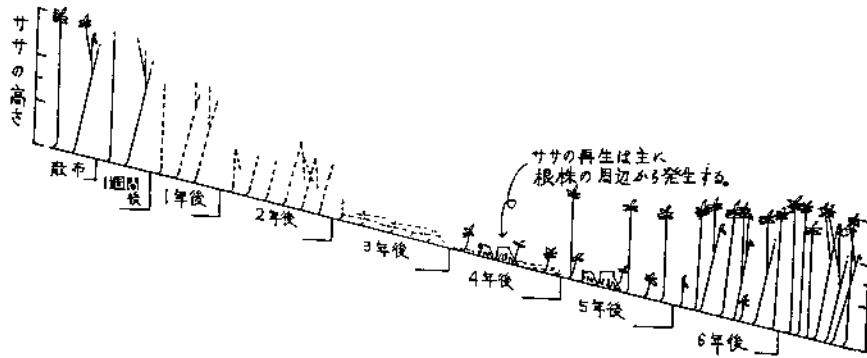 ササの高さ
散布
1週間後
1年後
2年後
3年後
4年後
5年後
6年後
ササの再生は主に
根株の周辺から発生する。